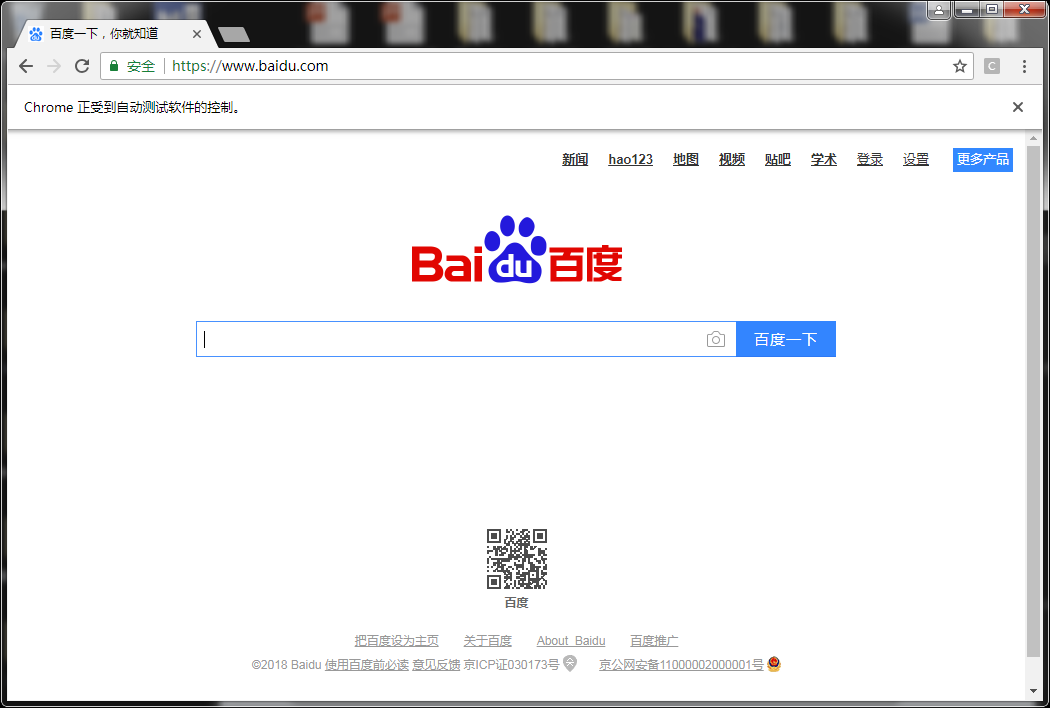 百度一下，你就知道
安全 https://www.baidu.com
C
Chrome 正受到自动测试软件的控制。
新闻 hao123 地图 视频 贴吧 学术 登录 设置 更多产品
Bai du 百度
百度一下
百度
把百度设为主页 关于百度 About Baidu 百度推广
©2018 Baidu 使用百度前必读 意见反馈 京ICP证030173号 京公网安备11000002000001号